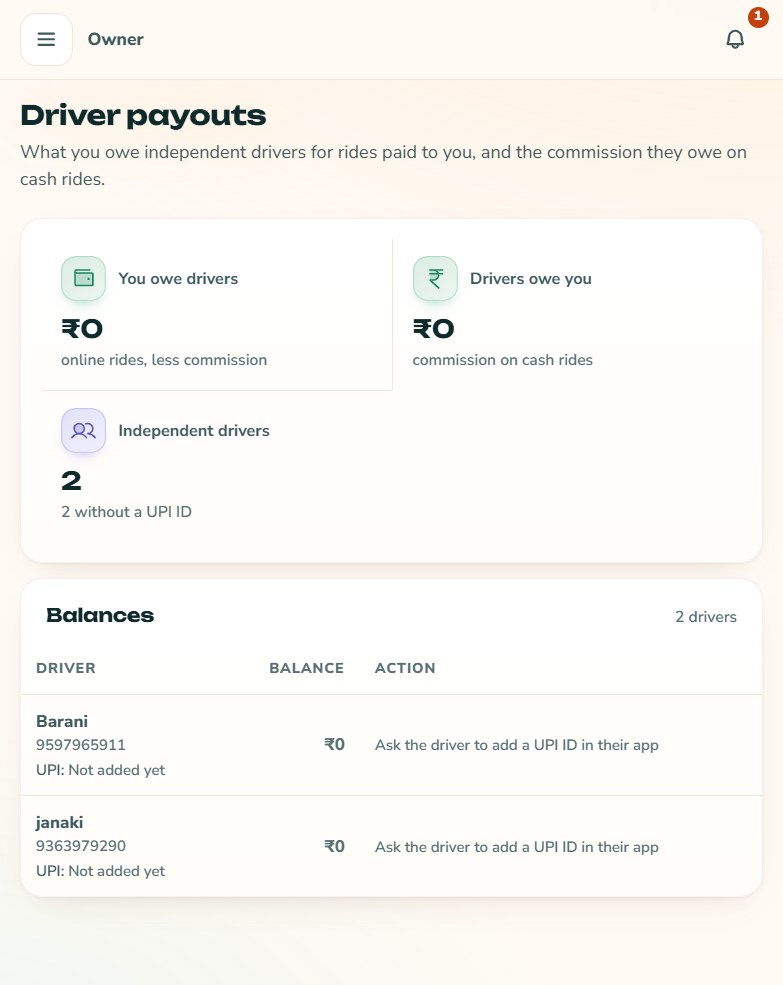 Owner
1
Driver payouts
What you owe independent drivers for rides paid to you, and the commission they owe on
cash rides.
You owe drivers
₹0
online rides, less commission
Drivers owe you
₹0
commission on cash rides
Independent drivers
2
2 without a UPI ID
Balances
2 drivers
DRIVER BALANCE ACTION
Barani
9597965911
UPI: Not added yet
₹0
Ask the driver to add a UPI ID in their app
janaki
9363979290
UPI: Not added yet
₹0
Ask the driver to add a UPI ID in their app